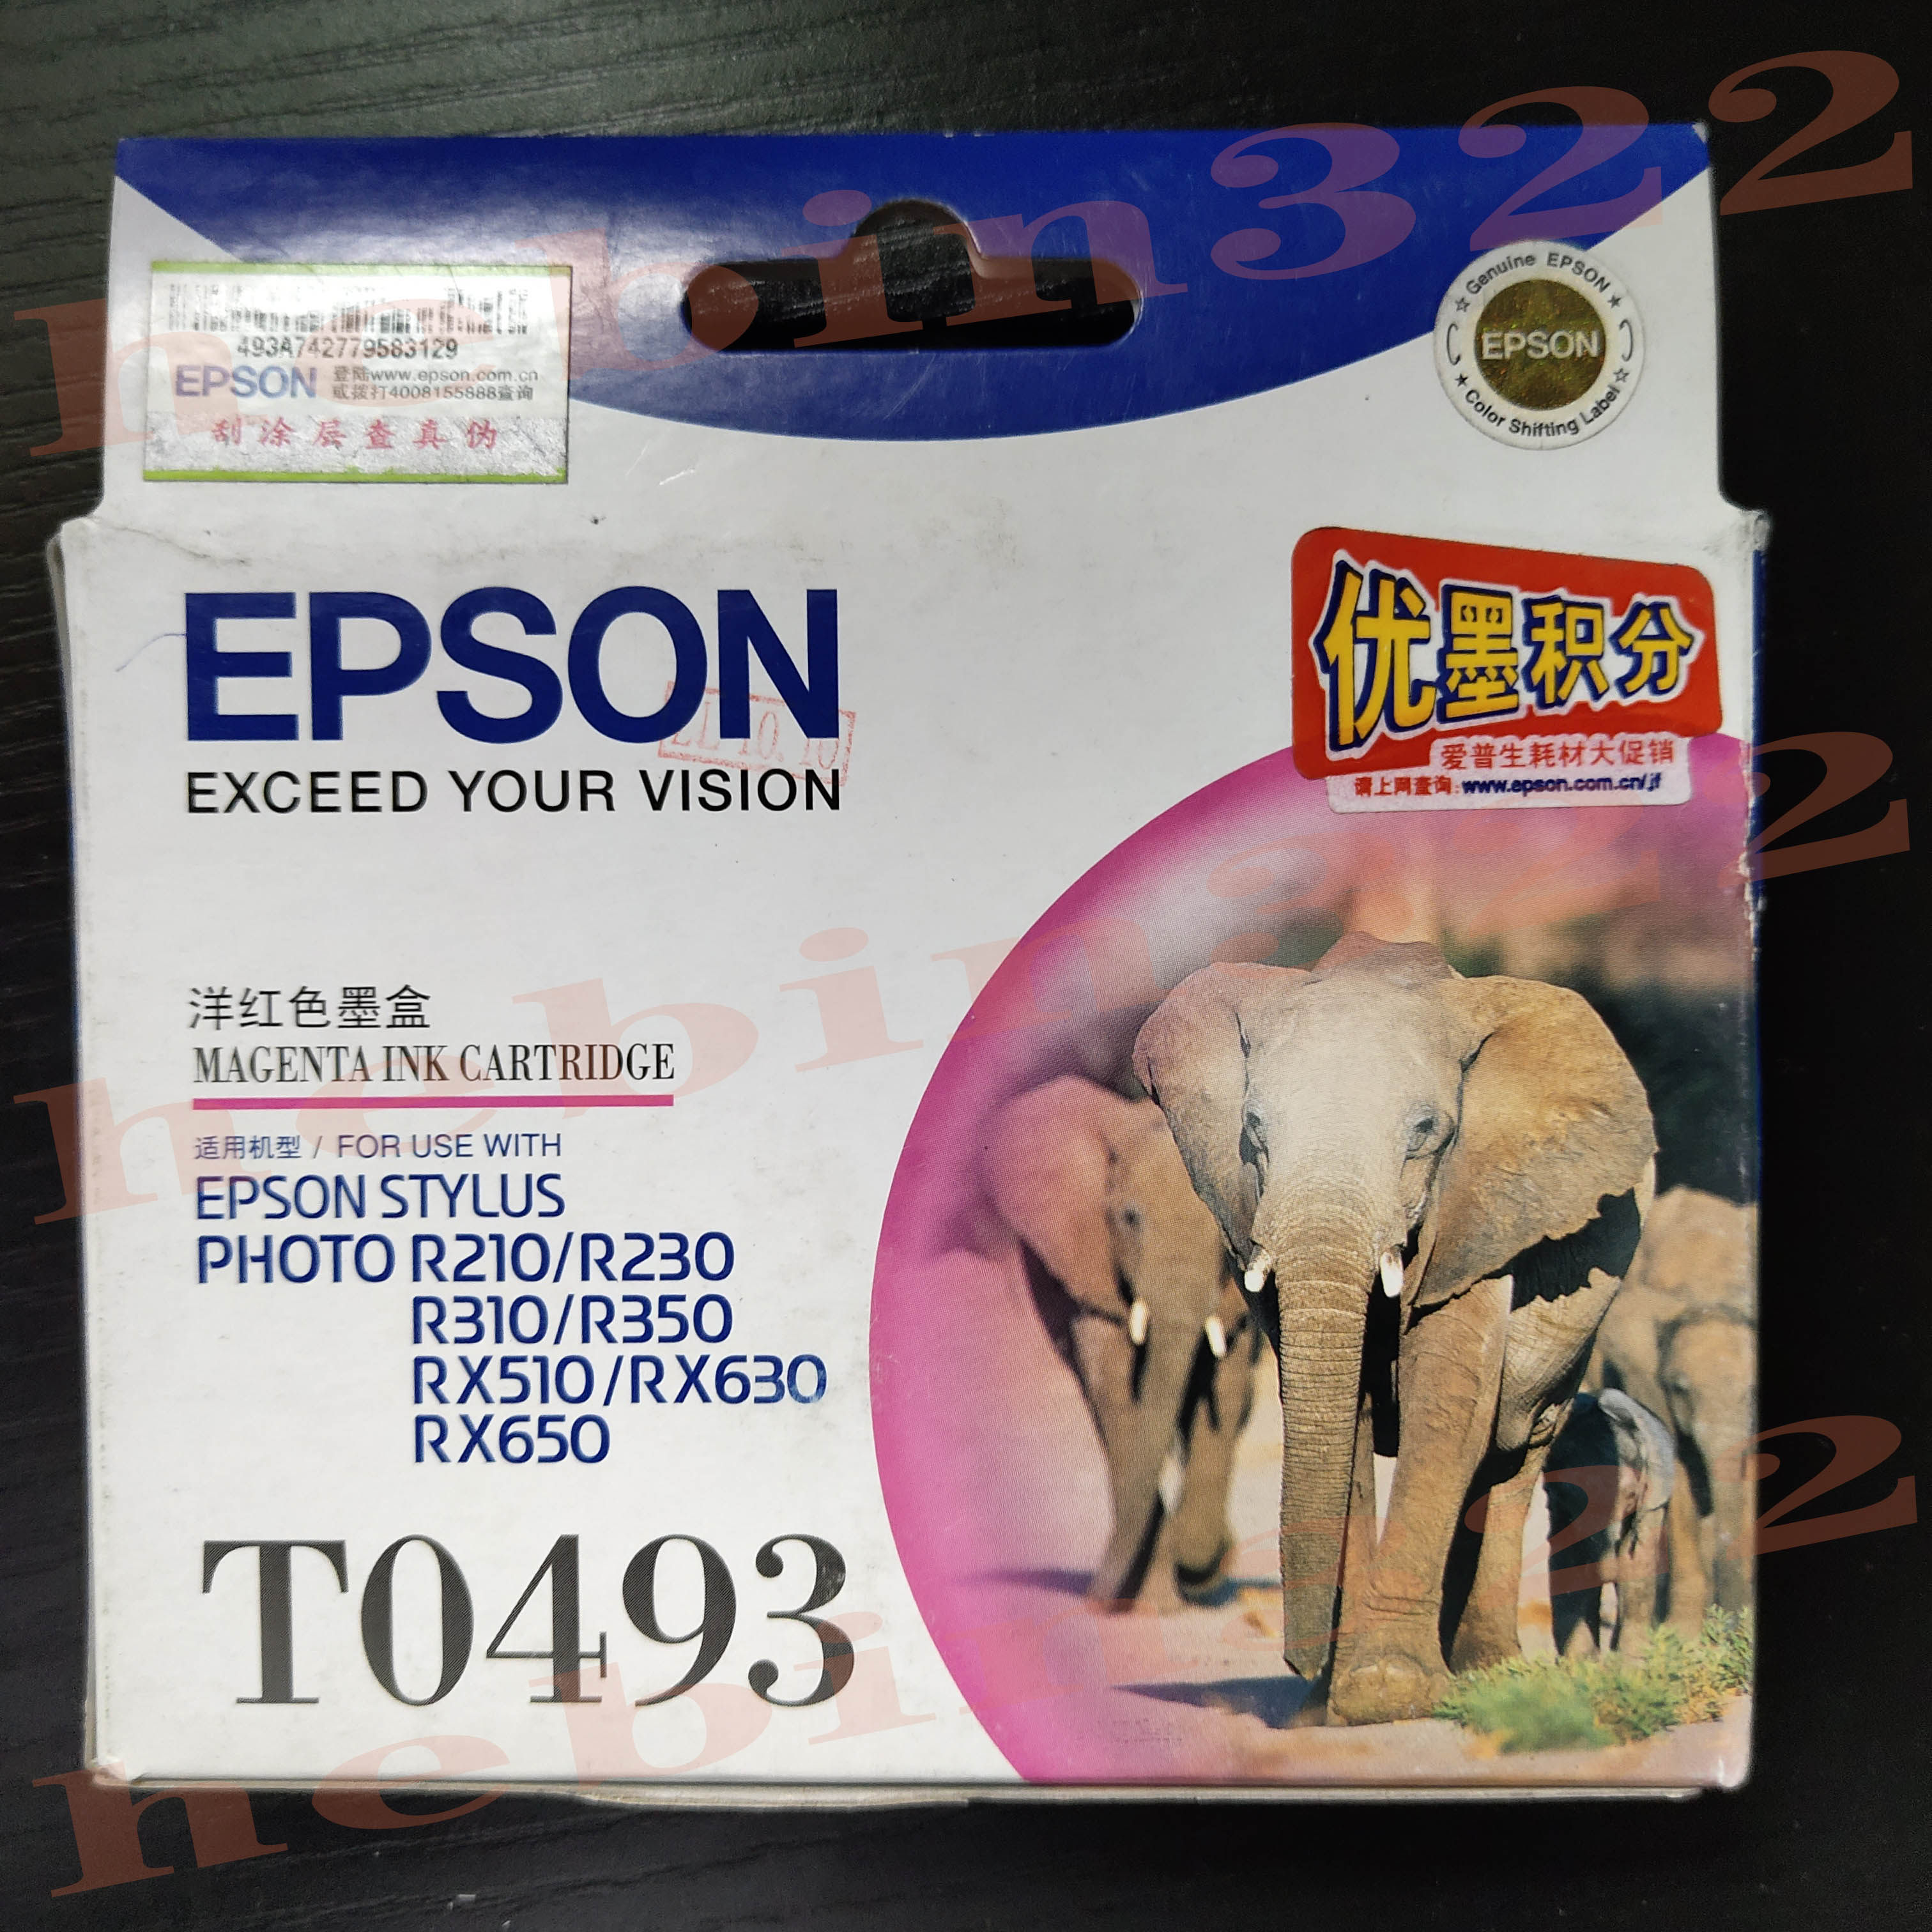 hebin322
493A742779583129
EPSON 登陆www.epson.com.cn
或拨打4008155888查询
刮涂层查真伪
Genuine EPSON
EPSON
Color Shifting Label
EPSON
EXCEED YOUR VISION
优墨积分
爱普生耗材大促销
请上网查询:www.epson.com.cn/jf
洋红色墨盒
MAGENTA INK CARTRIDGE
hebin322
适用机型 / FOR USE WITH
EPSON STYLUS
PHOTO R210/R230
R310/R350
RX510/RX630
RX650
T0493
hebin322